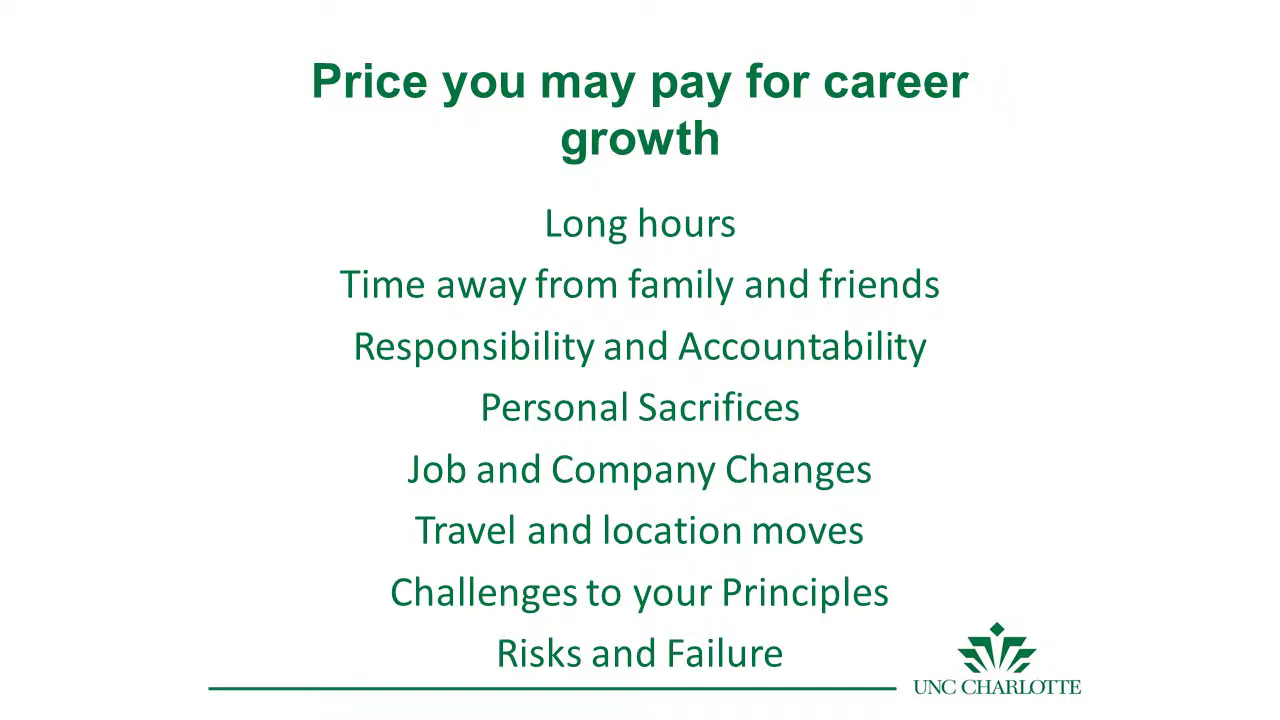 Price you may pay for career
growth
Long hours
Time away from family and friends
Responsibility and Accountability
Personal Sacrifices
Job and Company Changes
Travel and location moves
Challenges to your Principles
Risks and Failure
UNC CHARLOTTE